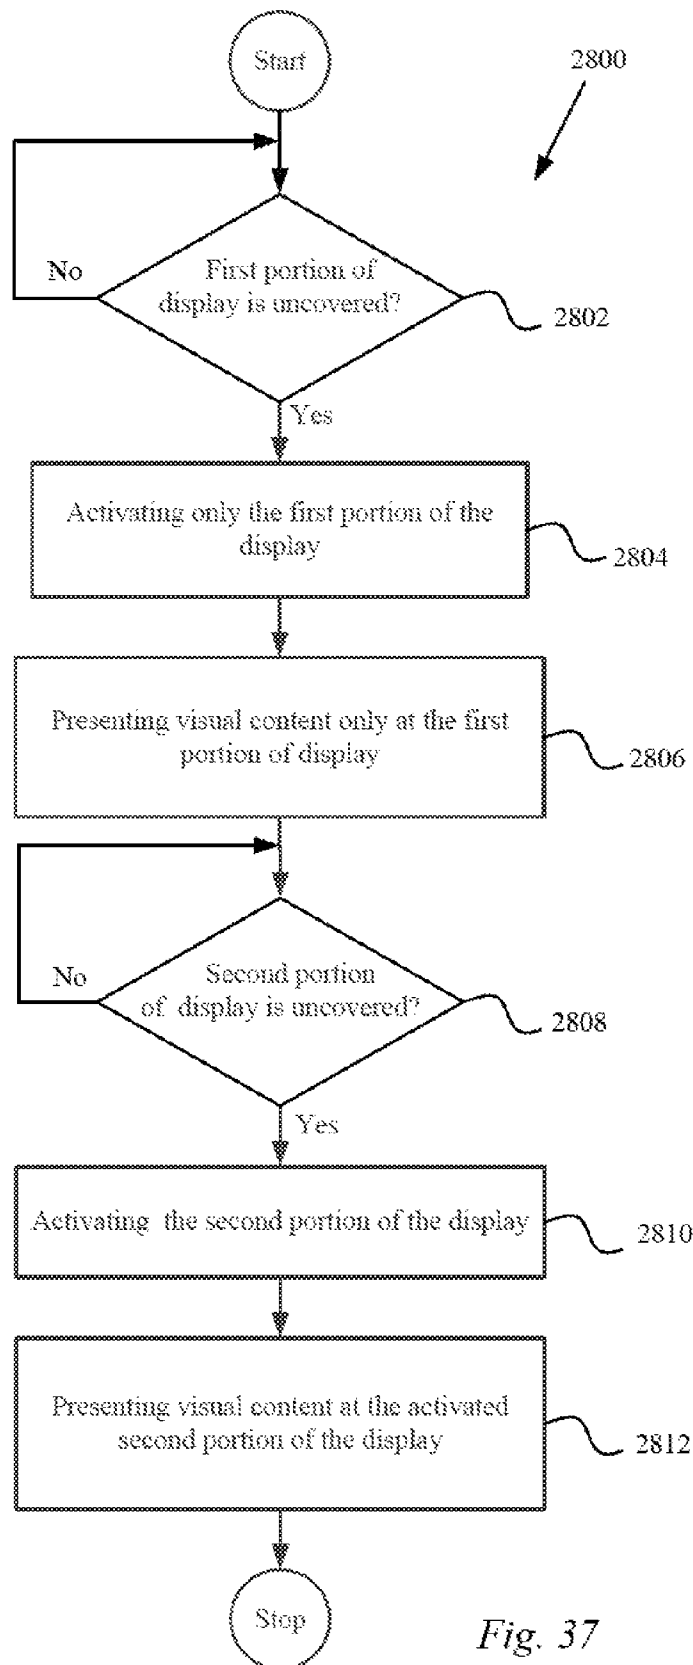 Start
2800
No
First portion of
display is uncovered?
2802
Yes
Activating only the first portion of the
display
2804
Presenting visual content only at the first
portion of display
2806
No
Second portion
of display is uncovered?
2808
Yes
Activating the second portion of the display
2810
Presenting visual content at the activated
second portion of the display
2812
Stop
Fig. 37